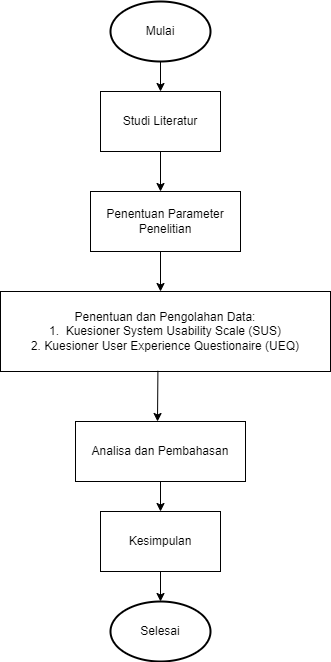 Mulai
Studi Literatur
Penentuan Parameter
Penelitian
Penentuan dan Pengolahan Data:
1. Kuesioner System Usability Scale (SUS)
2. Kuesioner User Experience Questionaire (UEQ)
Analisa dan Pembahasan
Kesimpulan
Selesai